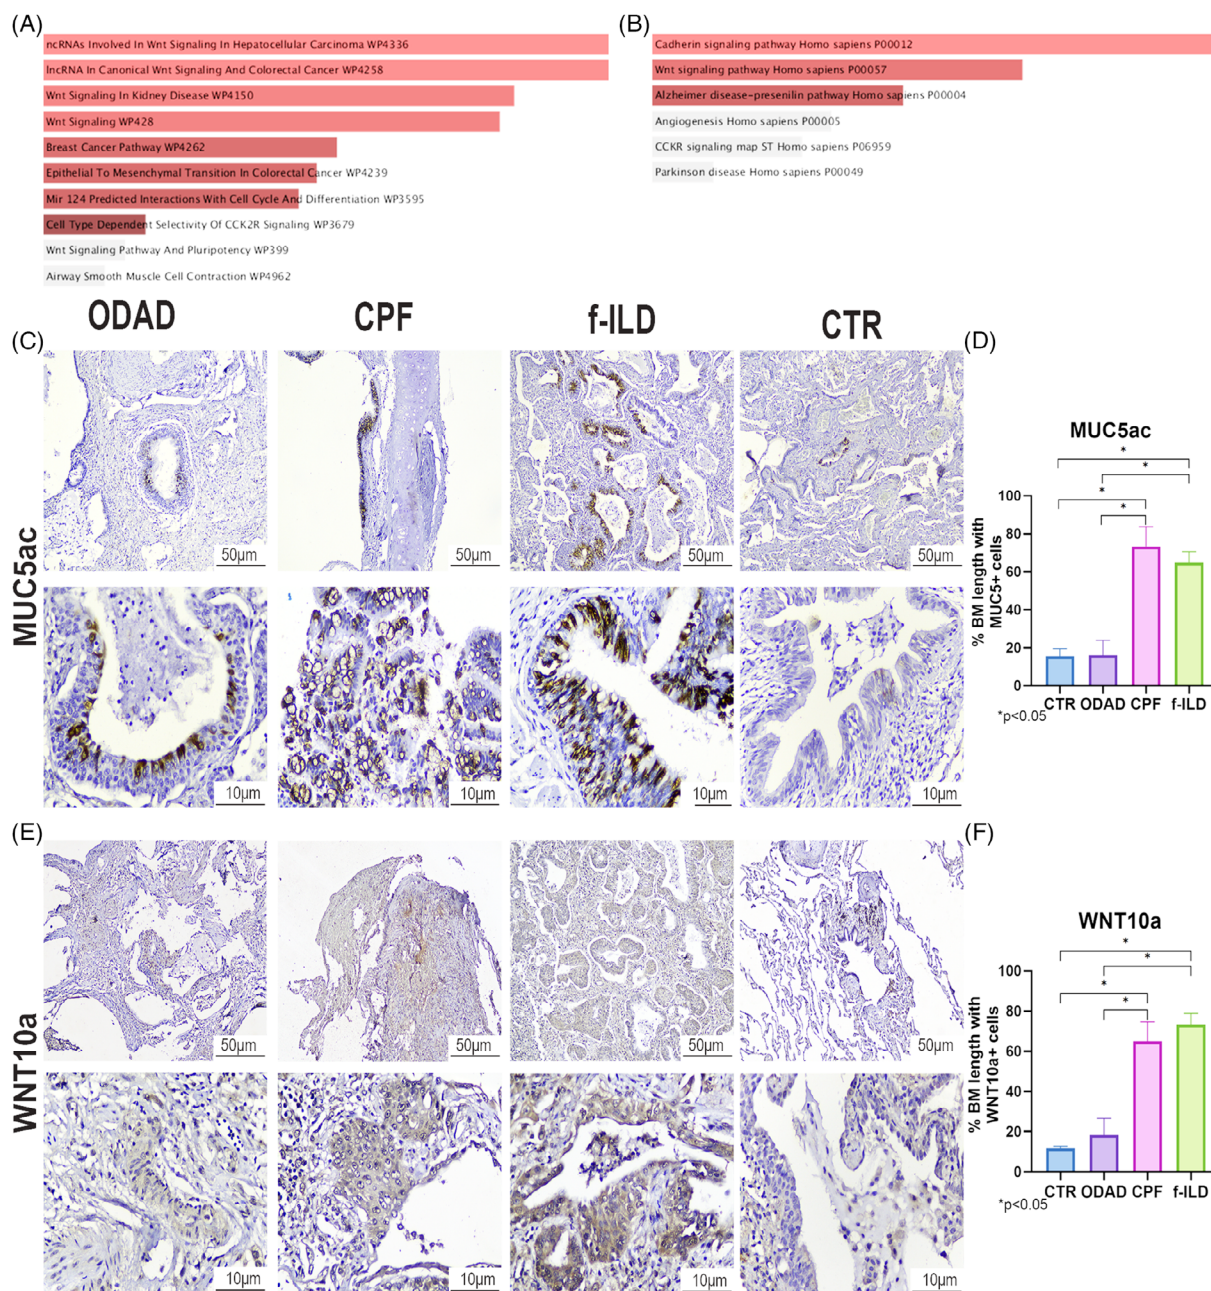 (A)
ncRNAs Involved In Wnt Signaling In Hepatocellular Carcinoma WP4336
lncRNA In Canonical Wnt Signaling And Colorectal Cancer WP4258
Wnt Signaling In Kidney Disease WP4150
Wnt Signaling WP428
Breast Cancer Pathway WP4262
Epithelial To Mesenchymal Transition In Colorectal Cancer WP4239
Mir 124 Predicted Interactions With Cell Cycle And Differentiation WP3595
Cell Type Dependent Selectivity Of CCK2R Signaling WP3679
Wnt Signaling Pathway And Pluripotency WP399
Airway Smooth Muscle Cell Contraction WP4962
(B)
Cadherin signaling pathway Homo sapiens P00012
Wnt signaling pathway Homo sapiens P00057
Alzheimer disease-presenilin pathway Homo sapiens P00004
Angiogenesis Homo sapiens P00005
CCKR signaling map ST Homo sapiens P06959
Parkinson disease Homo sapiens P00049
(C)
ODAD
CPF
f-ILD
CTR
MUC5ac
50µm
50µm
50µm
50µm
10µm
10µm
10µm
10µm
(D)
MUC5ac
*
*
*
*
% BM length with
MUC5+ cells
100
80
60
40
20
0
CTR ODAD CPF f-ILD
*p<0.05
(E)
WNT10a
50µm
50µm
50µm
50µm
10µm
10µm
10µm
10µm
(F)
WNT10a
*
*
*
*
% BM length with
WNT10a+ cells
100
80
60
40
20
0
CTR ODAD CPF f-ILD
*p<0.05